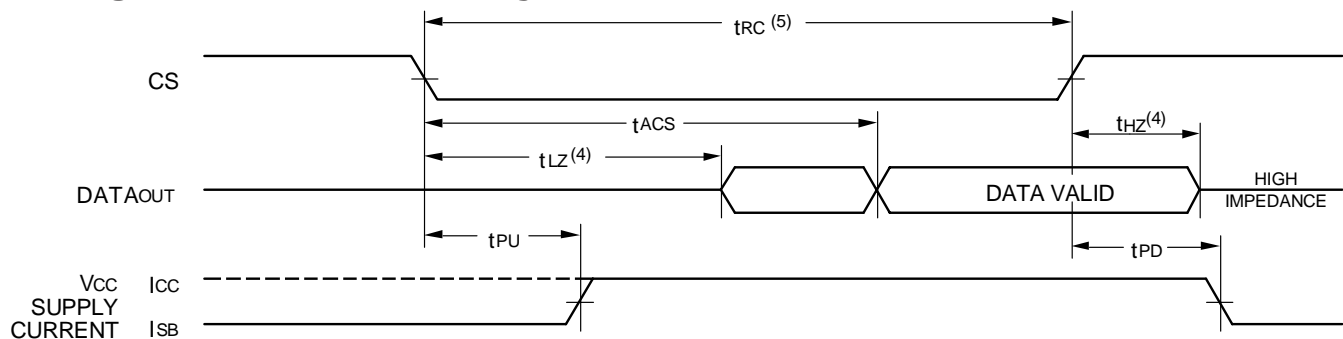 tRC (5)
CS
tACS
tHZ(4)
tLZ(4)
DATAOUT
DATA VALID
HIGH
IMPEDANCE
tPU
tPD
VCC ICC
SUPPLY
CURRENT ISB